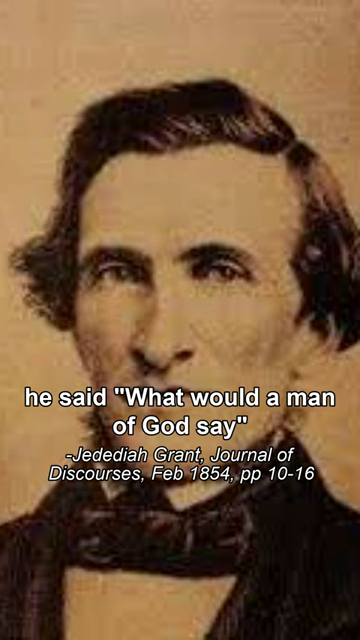 he said "What would a man
of God say"
-Jedediah Grant, Journal of
Discourses, Feb 1854, pp 10-16